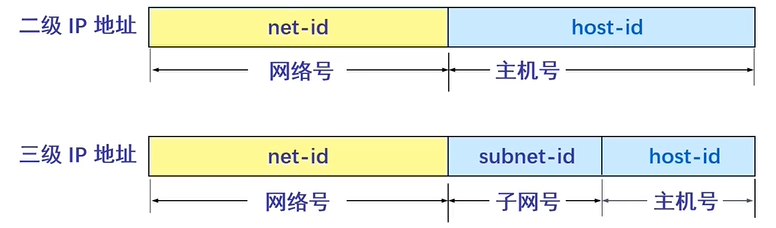 二级 IP 地址 net-id host-id
网络号 主机号
三级 IP 地址 net-id subnet-id host-id
网络号 子网号 主机号